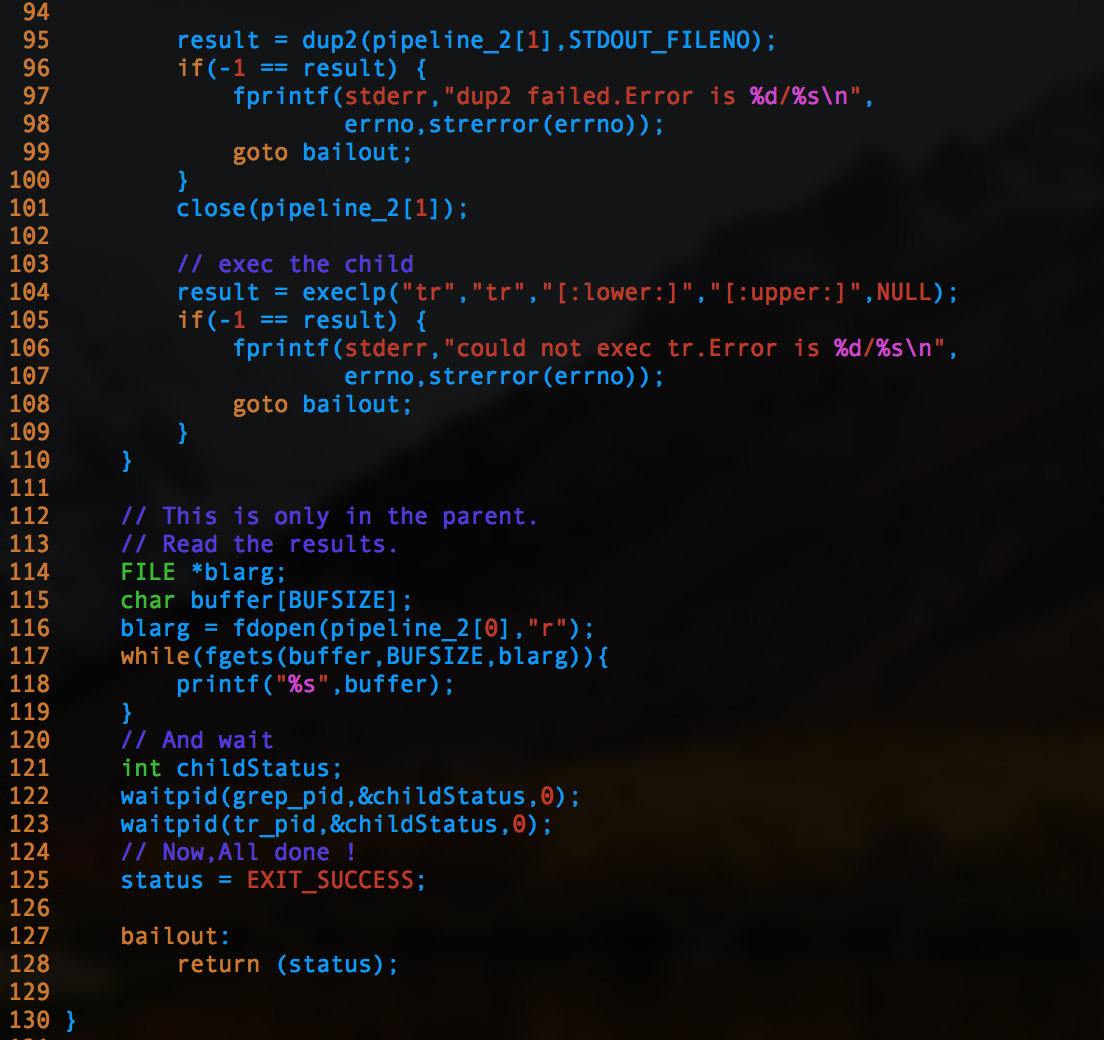 94
95         result = dup2(pipeline_2[1],STDOUT_FILENO);
96         if(-1 == result) {
97             fprintf(stderr,"dup2 failed.Error is %d/%s\n",
98                     errno,strerror(errno));
99             goto bailout;
100         }
101         close(pipeline_2[1]);
102
103         // exec the child
104         result = execlp("tr","tr","[:lower:]","[:upper:]",NULL);
105         if(-1 == result) {
106             fprintf(stderr,"could not exec tr.Error is %d/%s\n",
107                     errno,strerror(errno));
108             goto bailout;
109         }
110     }
111
112     // This is only in the parent.
113     // Read the results.
114     FILE *blarg;
115     char buffer[BUFSIZE];
116     blarg = fdopen(pipeline_2[0],"r");
117     while(fgets(buffer,BUFSIZE,blarg)){
118         printf("%s",buffer);
119     }
120     // And wait
121     int childStatus;
122     waitpid(grep_pid,&childStatus,0);
123     waitpid(tr_pid,&childStatus,0);
124     // Now,All done !
125     status = EXIT_SUCCESS;
126
127     bailout:
128         return (status);
129
130 }